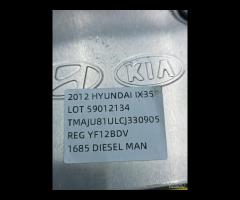 KIA
2012 HYUNDAI IX35
LOT 59012134
TMAJU81ULCJ330905
REG YF12BDV
1685 DIESEL MAN